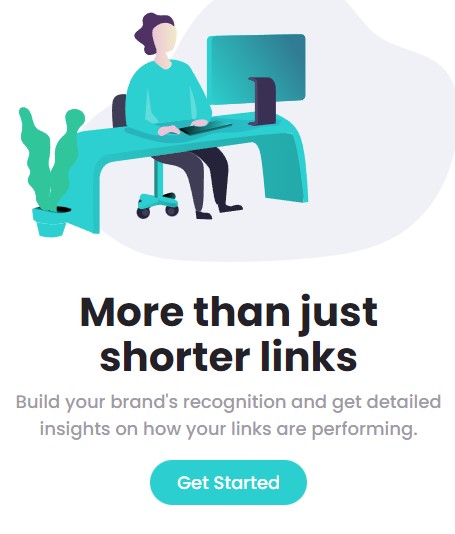 More than just
shorter links
Build your brand's recognition and get detailed
insights on how your links are performing.
Get Started